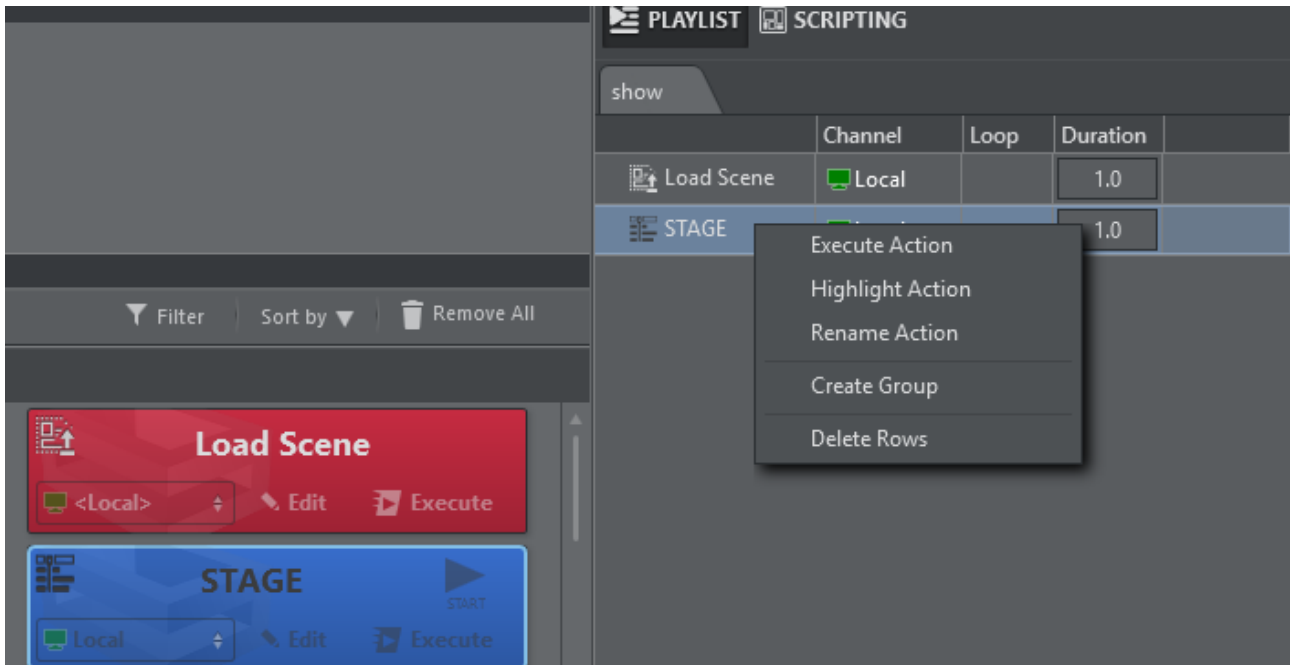 PLAYLIST SCRIPTING
show
Channel Loop Duration
Load Scene Local 1.0
STAGE 1.0
Execute Action
Highlight Action
Rename Action
Create Group
Delete Rows
Filter Sort by Remove All
Load Scene
<Local> Edit Execute
STAGE
START
Local Edit Execute